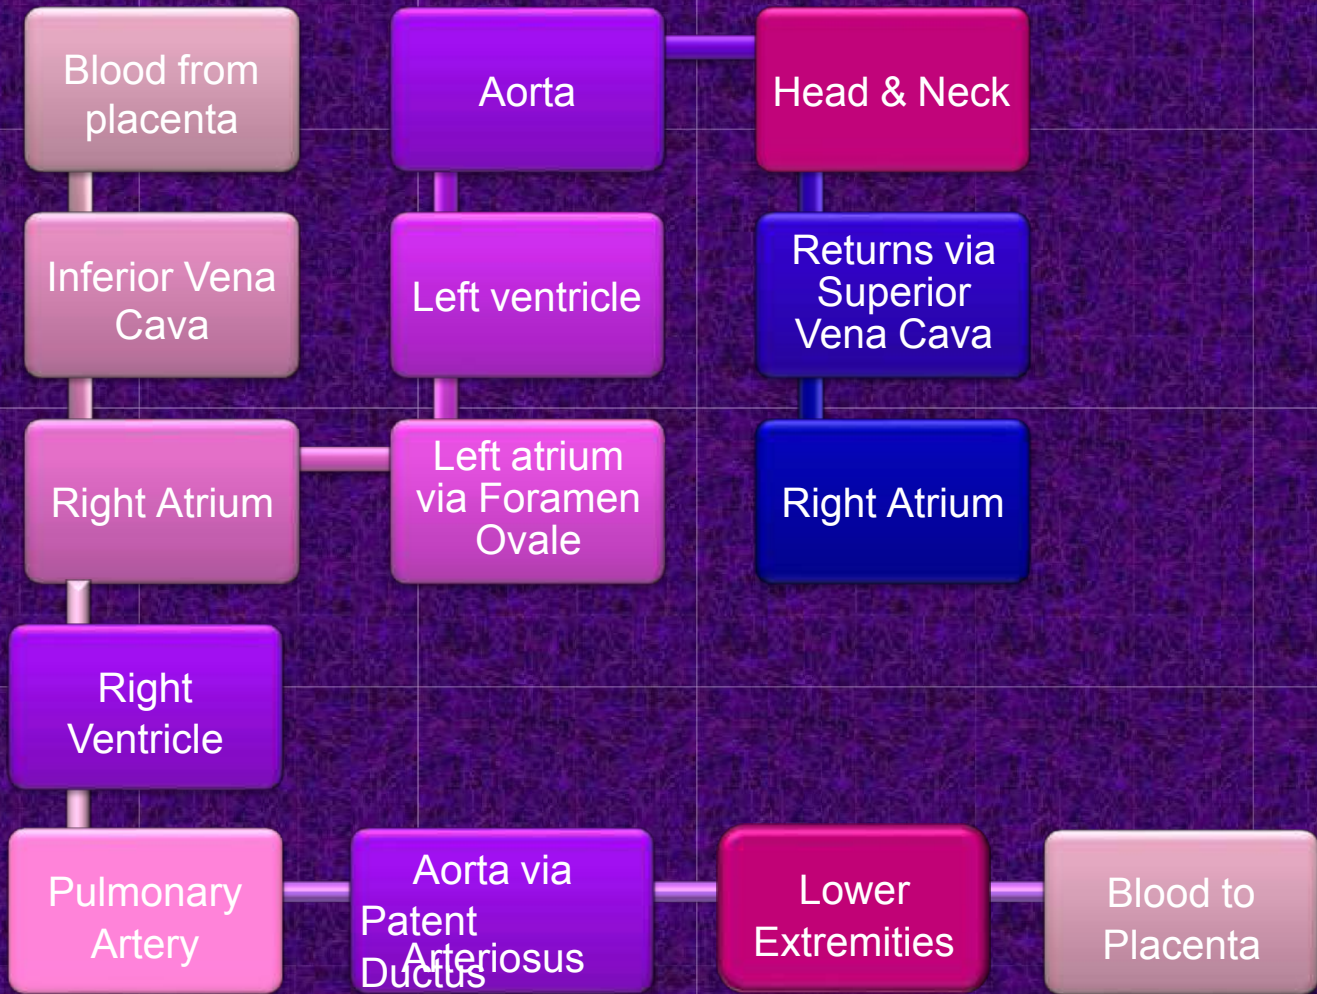 Blood from
placenta
Inferior Vena
Cava
Right Atrium
Left atrium
via Foramen
Ovale
Left ventricle
Aorta
Head & Neck
Returns via
Superior
Vena Cava
Right Atrium
Right
Ventricle
Pulmonary
Artery
Aorta via
Patent
Ductus
Arteriosus
Lower
Extremities
Blood to
Placenta